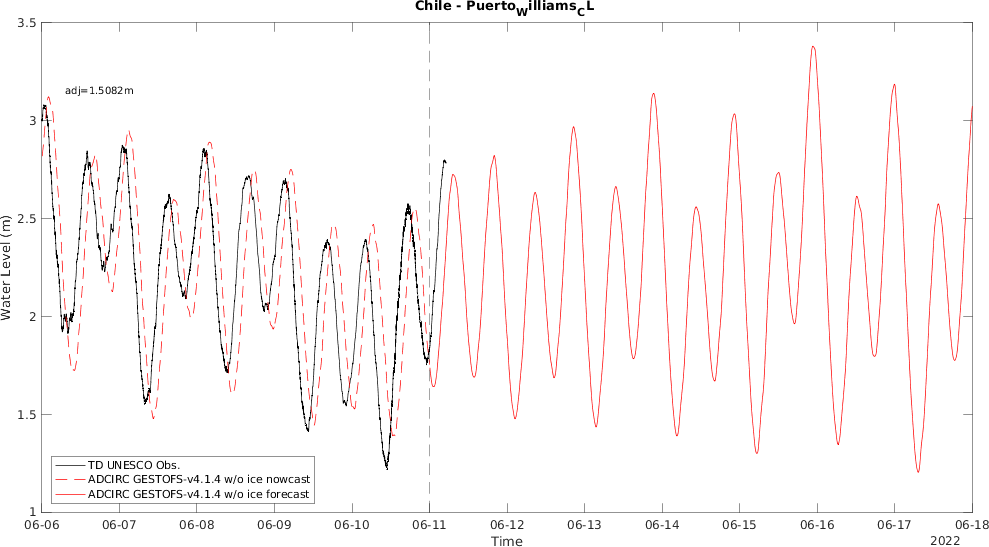 Chile - PuertoWilliamsCL
3.5
adj=1.5082m
3
2.5
Water Level (m)
2
1.5
TD UNESCO Obs.
ADCIRC GESTOFS-v4.1.4 w/o ice nowcast
ADCIRC GESTOFS-v4.1.4 w/o ice forecast
1
06-06 06-07 06-08 06-09 06-10 06-11 06-12 06-13 06-14 06-15 06-16 06-17 06-18
Time
2022